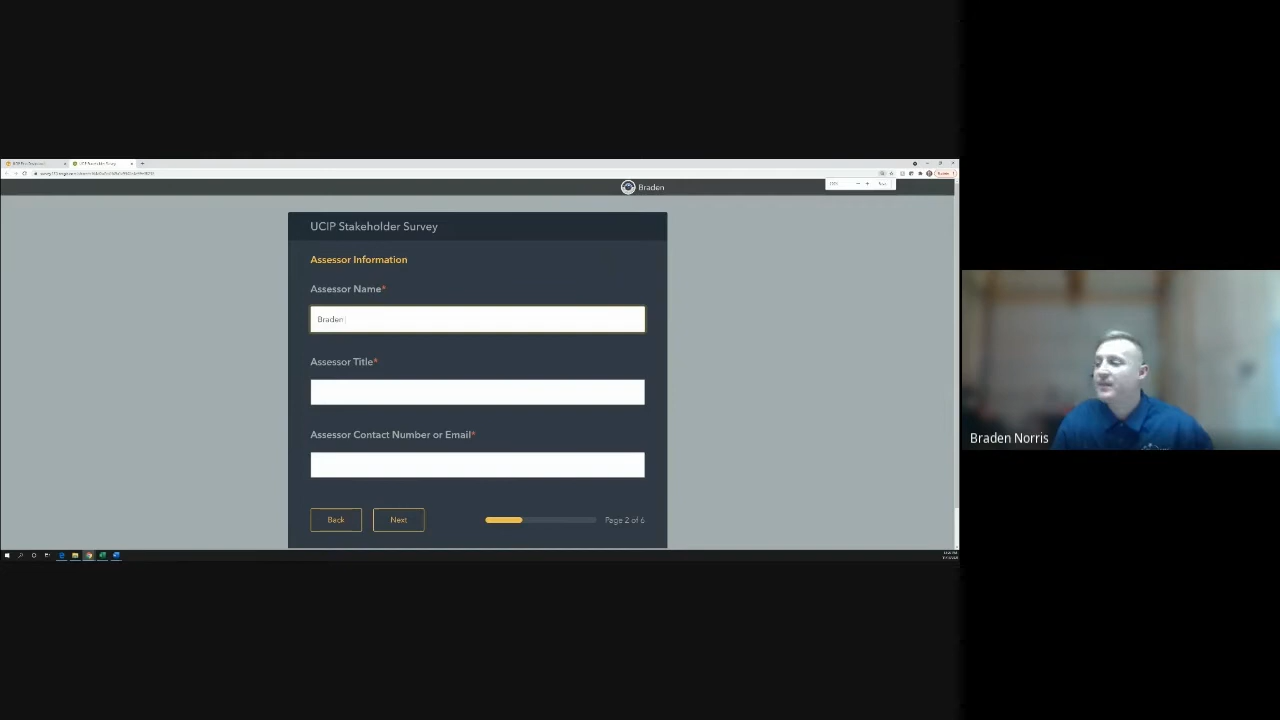 Braden
UCIP Stakeholder Survey
Assessor Information
Assessor Name*
Braden
Assessor Title*
Assessor Contact Number or Email*
Back
Next
Page 2 of 6
Braden Norris